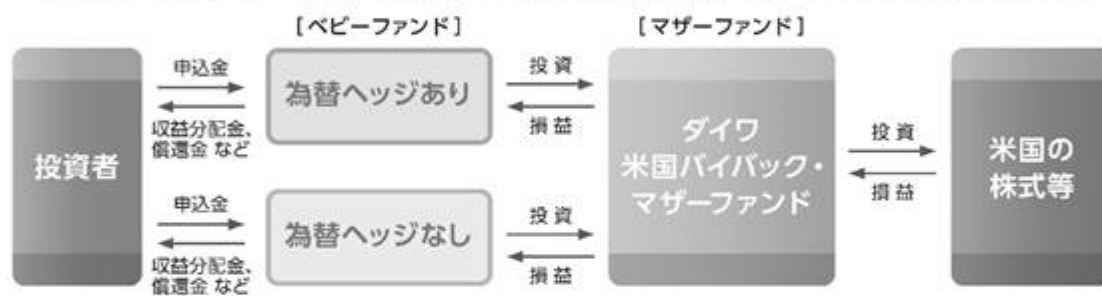 [ベビーファンド]
[マザーファンド]
投資者
申込金
収益分配金、
償還金 など
為替ヘッジあり
投資
損益
申込金
収益分配金、
償還金 など
為替ヘッジなし
投資
損益
ダイワ
米国バイバック・
マザーファンド
投資
損益
米国の
株式等